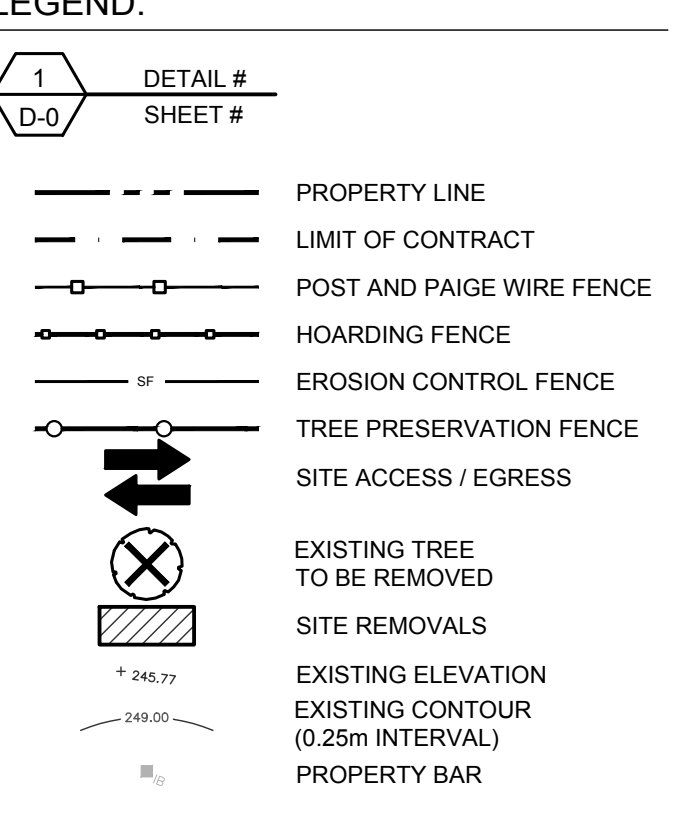 LEGEND:
1 DETAIL #
D-0 SHEET #
PROPERTY LINE
LIMIT OF CONTRACT
POST AND PAIGE WIRE FENCE
HOARDING FENCE
SF EROSION CONTROL FENCE
TREE PRESERVATION FENCE
SITE ACCESS / EGRESS
EXISTING TREE
TO BE REMOVED
SITE REMOVALS
+ 245.77 EXISTING ELEVATION
249.00 EXISTING CONTOUR
(0.25m INTERVAL)
IB PROPERTY BAR